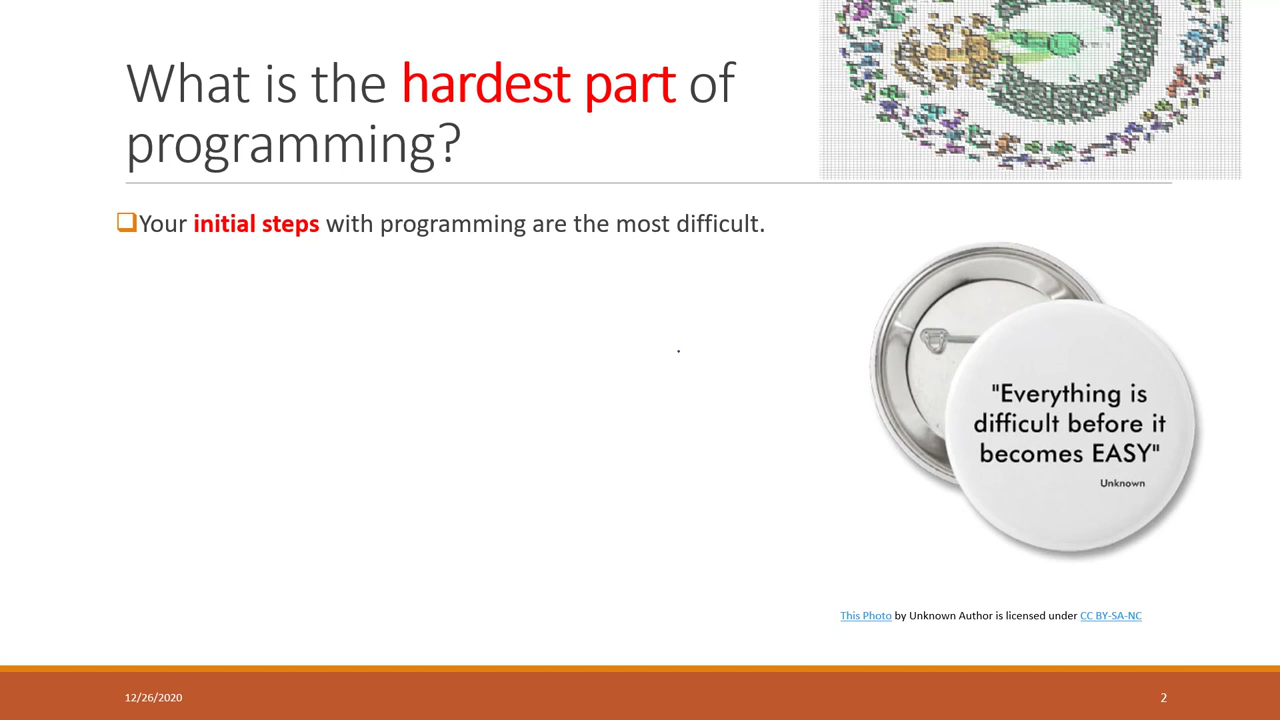 What is the hardest part of
programming?
Your initial steps with programming are the most difficult.
"Everything is
difficult before it
becomes EASY"
Unknown
This Photo by Unknown Author is licensed under CC BY-SA-NC
12/26/2020
2